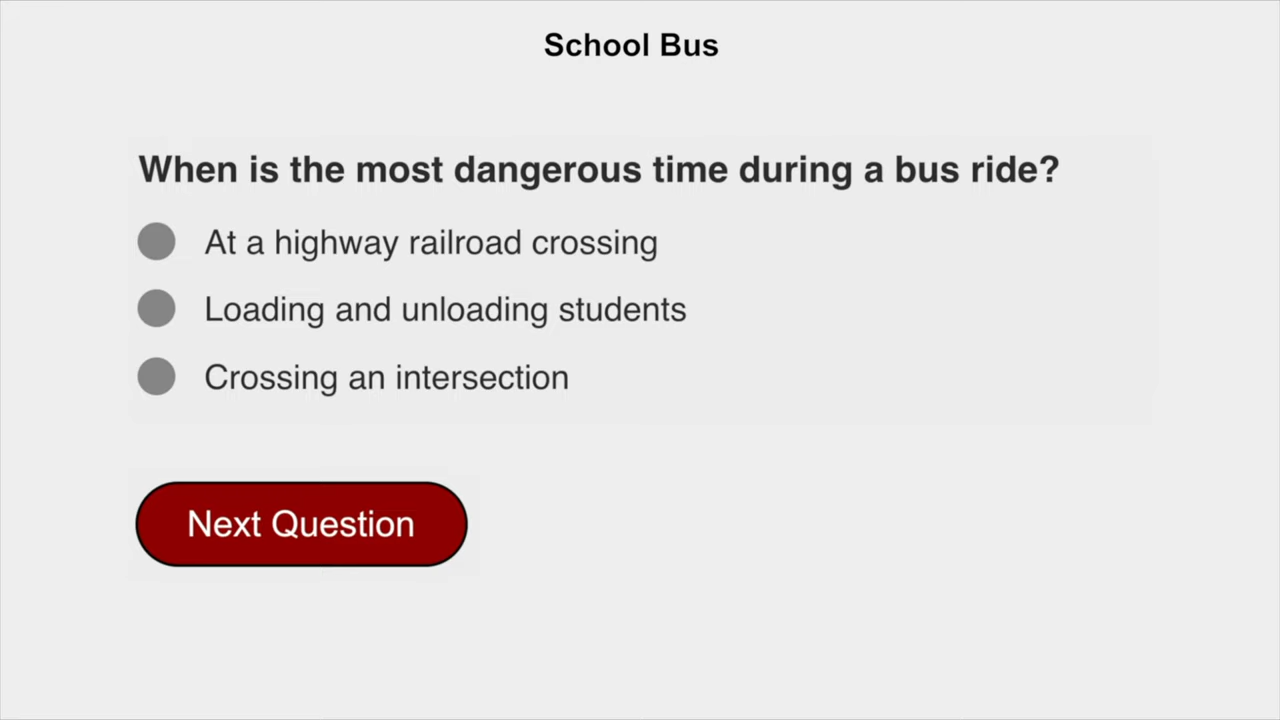 School Bus
When is the most dangerous time during a bus ride?
At a highway railroad crossing
Loading and unloading students
Crossing an intersection
Next Question